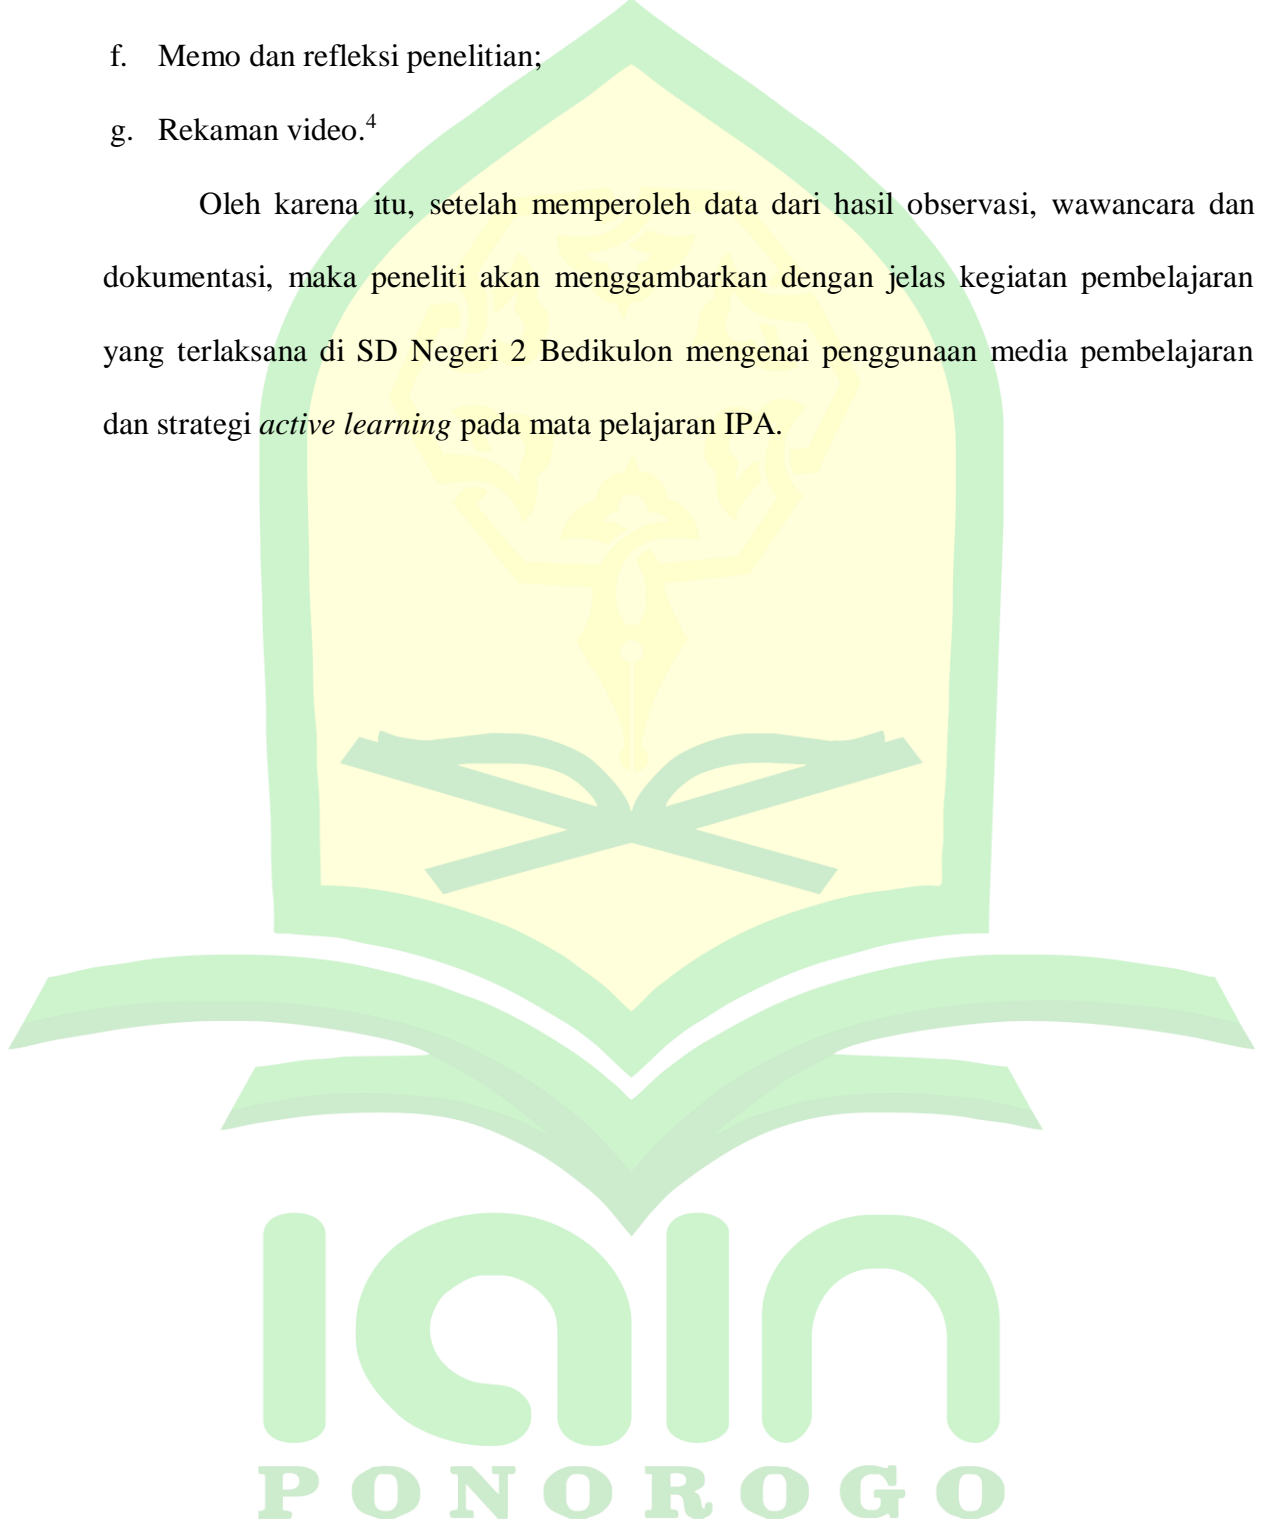 f. Memo dan refleksi penelitian;
g. Rekaman video.4
Oleh karena itu, setelah memperoleh data dari hasil observasi, wawancara dan
dokumentasi, maka peneliti akan menggambarkan dengan jelas kegiatan pembelajaran
yang terlaksana di SD Negeri 2 Bedikulon mengenai penggunaan media pembelajaran
dan strategi active learning pada mata pelajaran IPA.
iain
PONOROGO